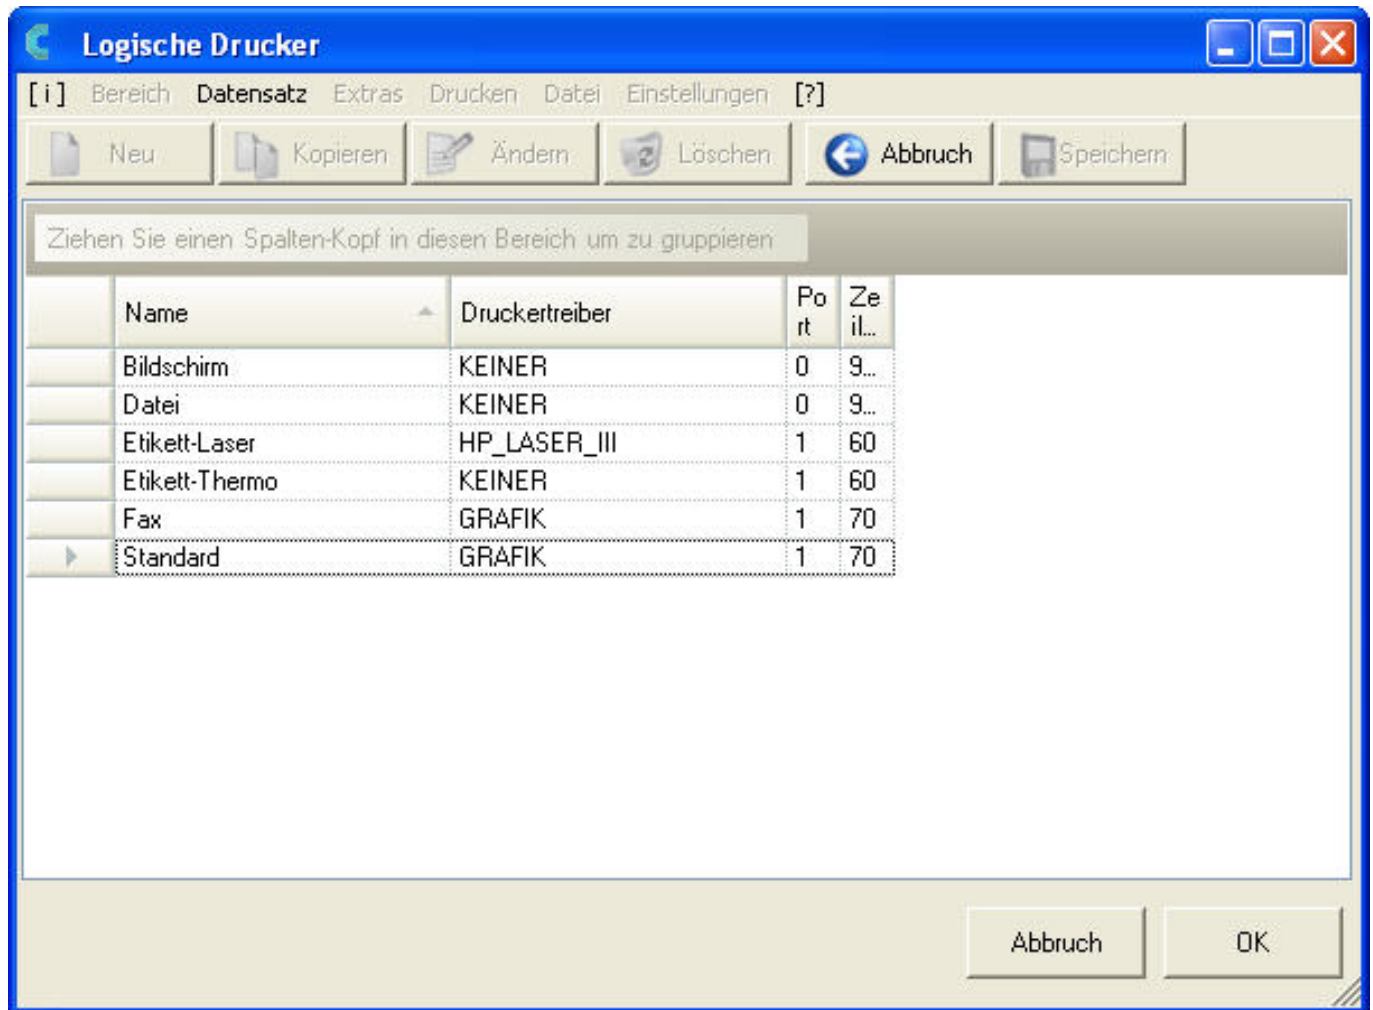 Logische Drucker
[i] Bereich Datensatz Extras Drucken Datei Einstellungen [?]
Neu Kopieren Ändern Löschen Abbruch Speichern
Ziehen Sie einen Spalten-Kopf in diesen Bereich um zu gruppieren
Name Druckertreiber Po Ze
rt il...
Bildschirm KEINER 0 9...
Datei KEINER 0 9...
Etikett-Laser HP_LASER_III 1 60
Etikett-Thermo KEINER 1 60
Fax GRAFIK 1 70
Standard GRAFIK 1 70
Abbruch OK